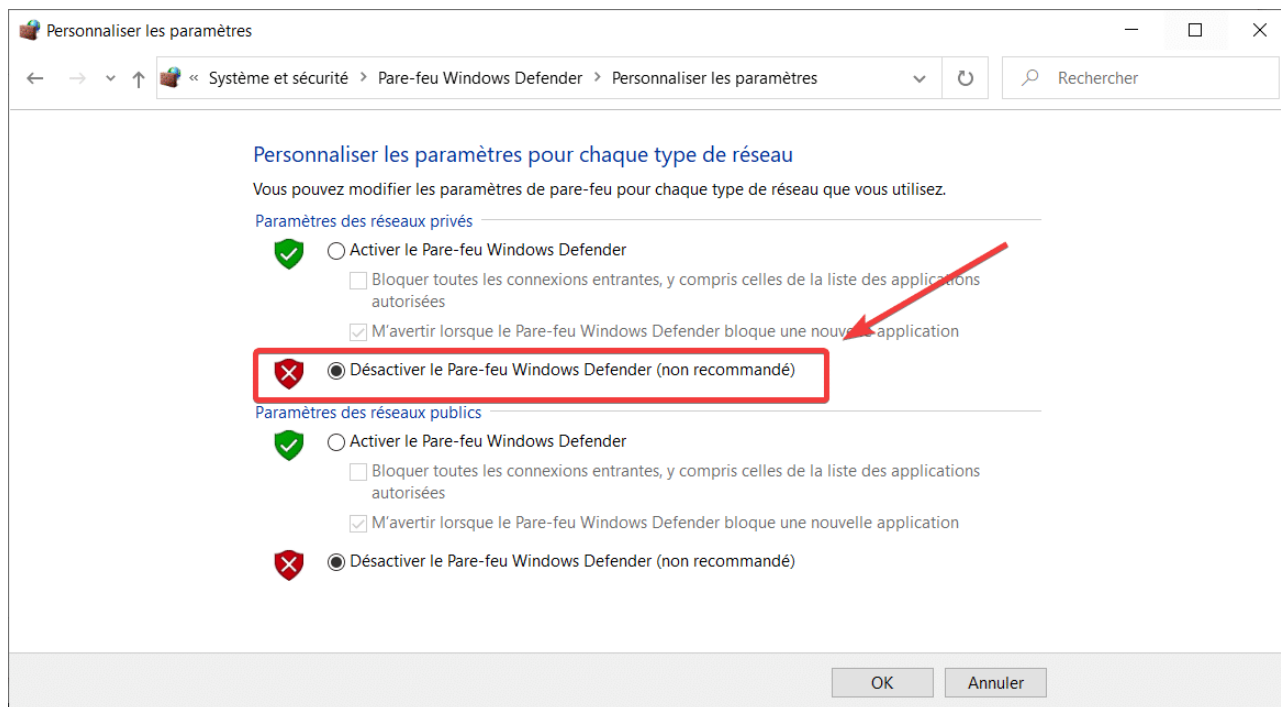 Personnaliser les paramètres
« Système et sécurité > Pare-feu Windows Defender > Personnaliser les paramètres
Rechercher
Personnaliser les paramètres pour chaque type de réseau
Vous pouvez modifier les paramètres de pare-feu pour chaque type de réseau que vous utilisez.
Paramètres des réseaux privés
Activer le Pare-feu Windows Defender
Bloquer toutes les connexions entrantes, y compris celles de la liste des applications
autorisées
M'avertir lorsque le Pare-feu Windows Defender bloque une nouvelle application
Désactiver le Pare-feu Windows Defender (non recommandé)
Paramètres des réseaux publics
Activer le Pare-feu Windows Defender
Bloquer toutes les connexions entrantes, y compris celles de la liste des applications
autorisées
M'avertir lorsque le Pare-feu Windows Defender bloque une nouvelle application
Désactiver le Pare-feu Windows Defender (non recommandé)
OK
Annuler